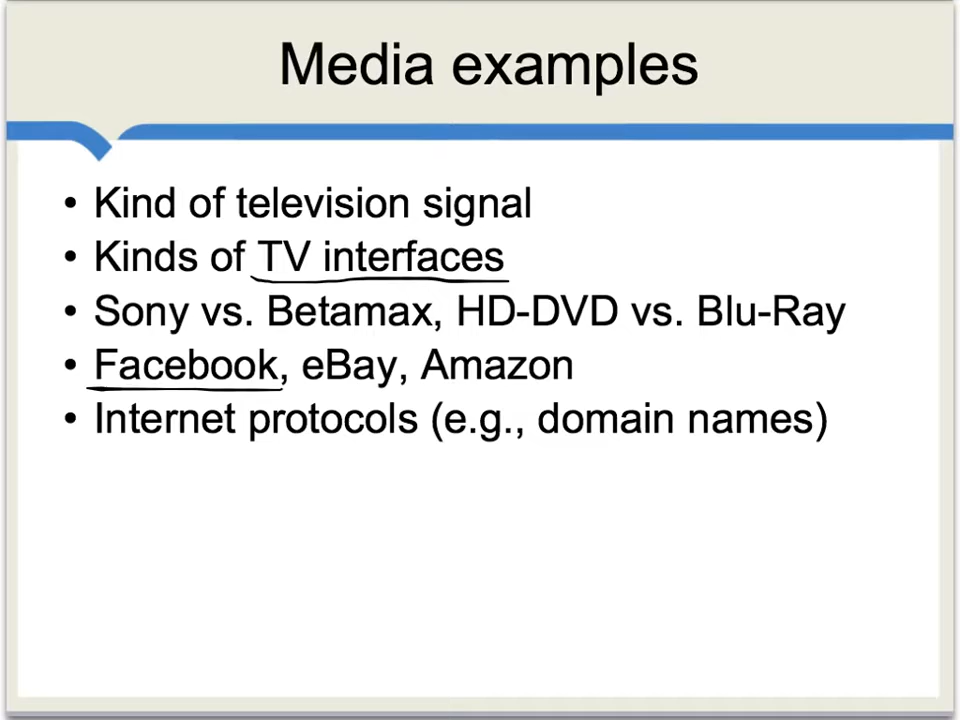 Media examples
• Kind of television signal
• Kinds of TV interfaces
• Sony vs. Betamax, HD-DVD vs. Blu-Ray
• Facebook, eBay, Amazon
• Internet protocols (e.g., domain names)